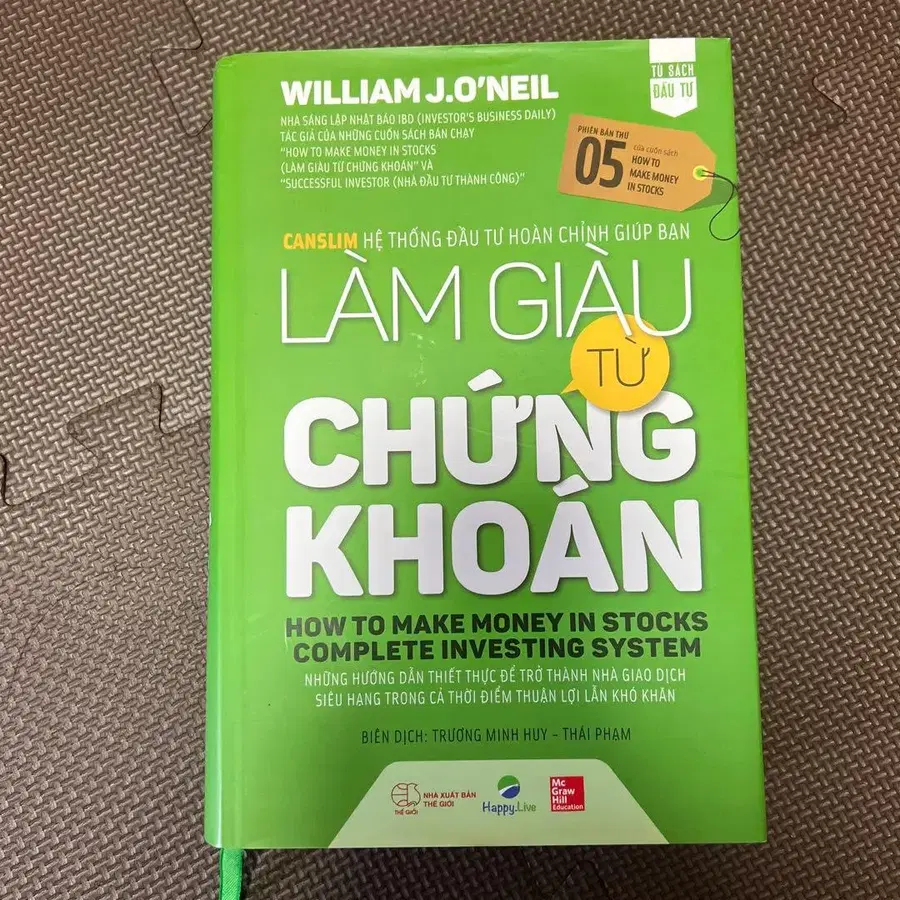 WILLIAM J.O'NEIL
NHÀ SÁNG LẬP NHẬT BÁO IBD (INVESTOR'S BUSINESS DAILY)
TÁC GIẢ CỦA NHỮNG CUỐN SÁCH BÁN CHẠY
"HOW TO MAKE MONEY IN STOCKS
(LÀM GIÀU TỪ CHỨNG KHOÁN" VÀ
"SUCCESSFUL INVESTOR (NHÀ ĐẦU TƯ THÀNH CÔNG)"
TỦ SÁCH
ĐẦU TƯ
PHIÊN BẢN THỨ
05
của cuốn sách
HOW TO
MAKE MONEY
IN STOCKS
CANSLIM HỆ THỐNG ĐẦU TƯ HOÀN CHỈNH GIÚP BẠN
LÀM GIÀU
TỪ
CHỨNG
KHOÁN
HOW TO MAKE MONEY IN STOCKS
COMPLETE INVESTING SYSTEM
NHỮNG HƯỚNG DẪN THIẾT THỰC ĐỂ TRỞ THÀNH NHÀ GIAO DỊCH
SIÊU HẠNG TRONG CẢ THỜI ĐIỂM THUẬN LỢI LẪN KHÓ KHĂN
BIÊN DỊCH: TRƯƠNG MINH HUY – THÁI PHẠM
THẾ GIỚI
NHÀ XUẤT BẢN
THẾ GIỚI
Happy.Live
Mc
Graw
Hill
Education